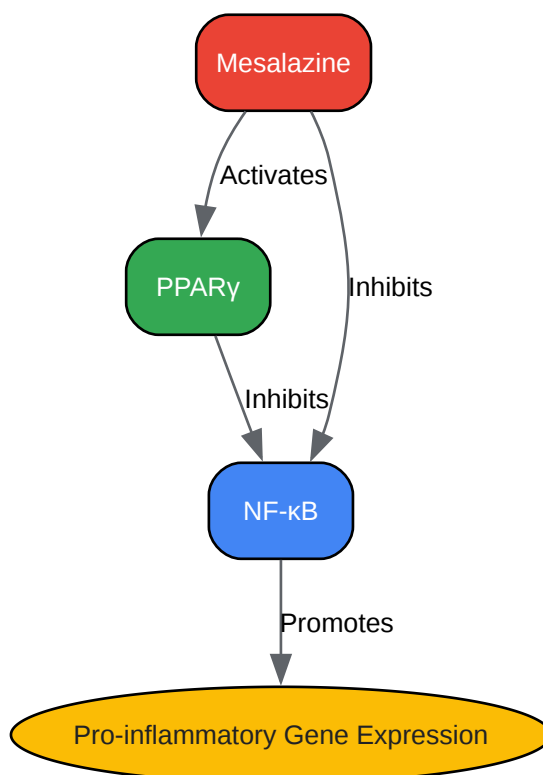 Mesalazine
Activates
PPARγ
Inhibits
Inhibits
NF-κB
Promotes
Pro-inflammatory Gene Expression